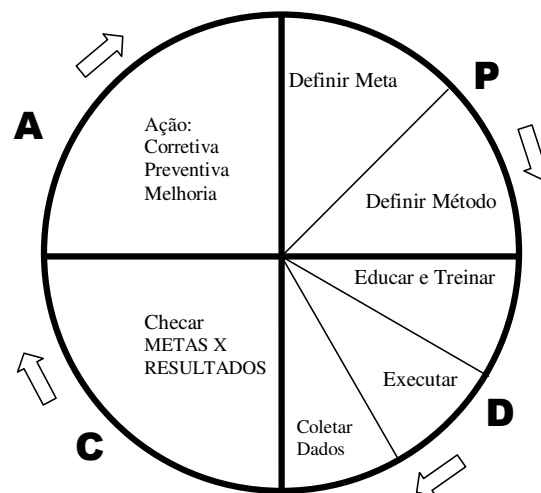 Definir Meta
P
Definir Método
Educar e Treinar
Executar
D
Coletar
Dados
Checar
METAS X
RESULTADOS
C
Ação:
Corretiva
Preventiva
Melhoria
A